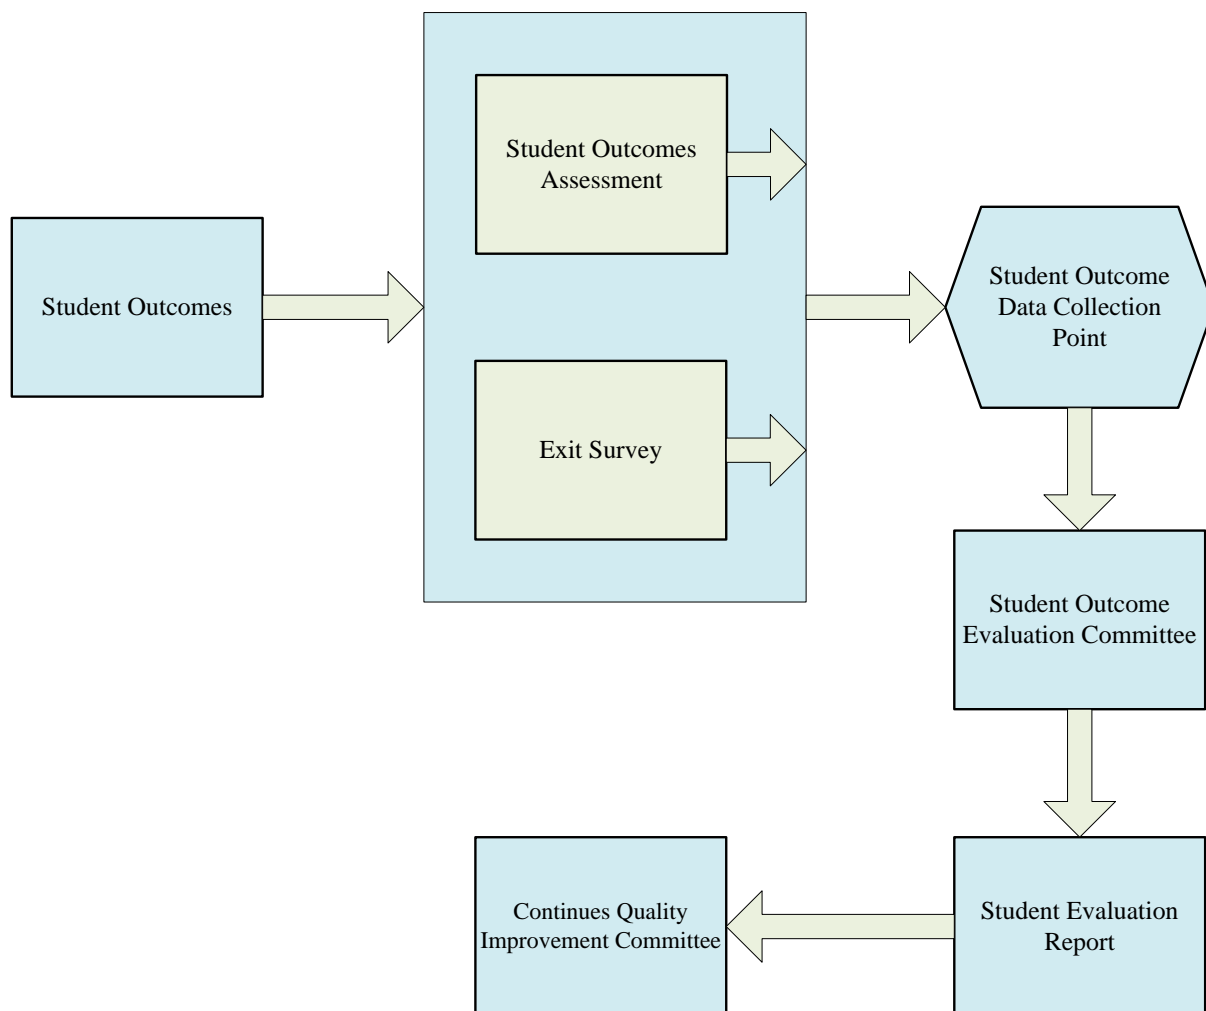 Student Outcomes
Student Outcomes
Assessment
Exit Survey
Student Outcome
Data Collection
Point
Student Outcome
Evaluation Committee
Student Evaluation
Report
Continues Quality
Improvement Committee